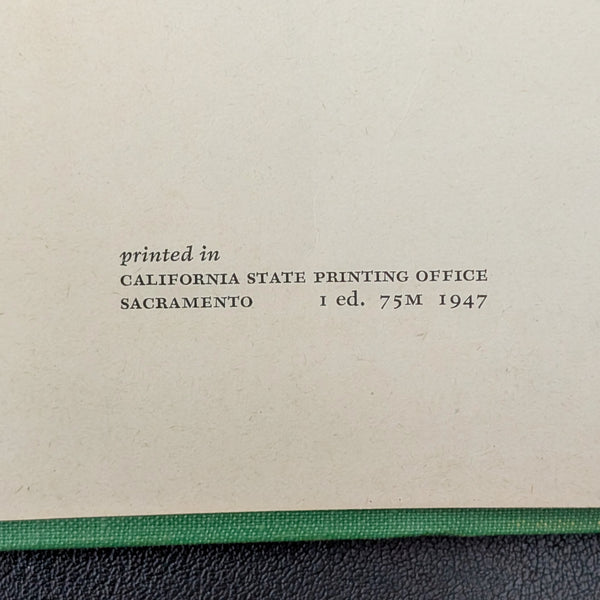 printed in
CALIFORNIA STATE PRINTING OFFICE
SACRAMENTO 1 ed. 75M 1947